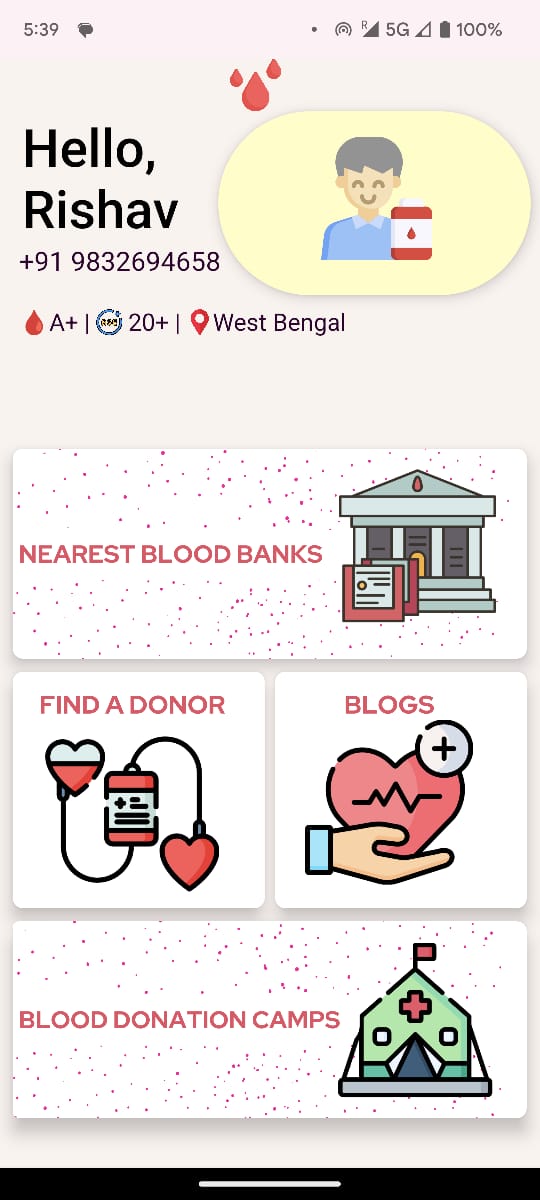 5:39 R 5G 100%
Hello,
Rishav
+91 9832694658
A+ | 20+ | West Bengal
NEAREST BLOOD BANKS
FIND A DONOR
BLOGS
BLOOD DONATION CAMPS